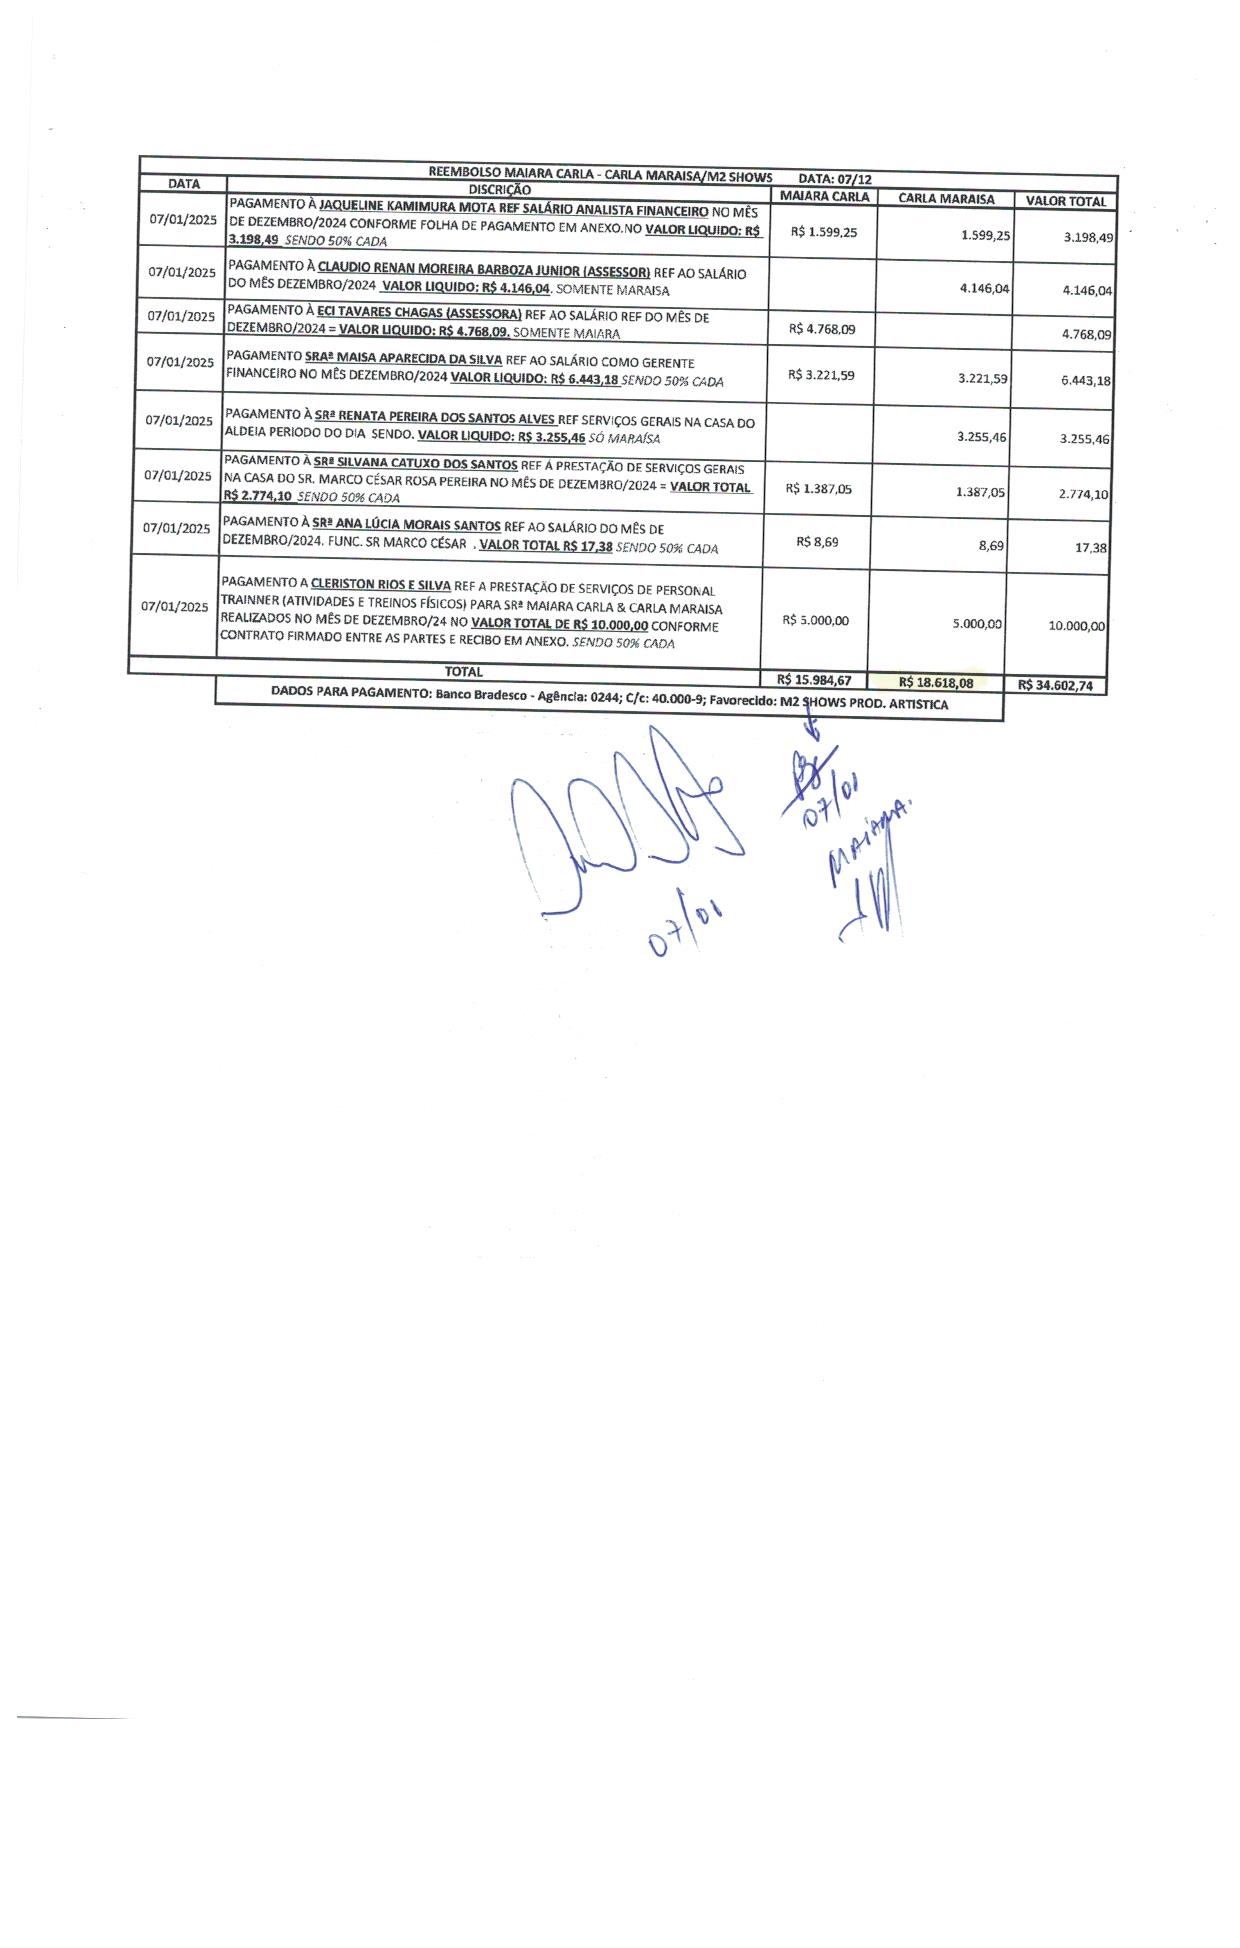 REEMBOLSO MAIARA CARLA - CARLA MARAISA/M2 SHOWS DATA: 07/12
DATA DISCRIÇÃO MAIARA CARLA CARLA MARAISA VALOR TOTAL
PAGAMENTO À JAQUELINE KAMIMURA MOTA REF SALÁRIO ANALISTA FINANCEIRO NO MÊS
07/01/2025 DE DEZEMBRO/2024 CONFORME FOLHA DE PAGAMENTO EM ANEXO.NO VALOR LIQUIDO: R$ R$ 1.599,25 1.599,25 3.198,49
3.198,49 SENDO 50% CADA
07/01/2025 PAGAMENTO À CLAUDIO RENAN MOREIRA BARBOZA JUNIOR (ASSESSOR) REF AO SALÁRIO
DO MÊS DEZEMBRO/2024 VALOR LIQUIDO: R$ 4.146,04. SOMENTE MARAISA 4.146,04 4.146,04
07/01/2025 PAGAMENTO À ECI TAVARES CHAGAS (ASSESSORA) REF AO SALÁRIO REF DO MÊS DE
DEZEMBRO/2024 = VALOR LIQUIDO: R$ 4.768,09. SOMENTE MAIARA R$ 4.768,09 4.768,09
07/01/2025 PAGAMENTO SRAª MAISA APARECIDA DA SILVA REF AO SALÁRIO COMO GERENTE
FINANCEIRO NO MÊS DEZEMBRO/2024 VALOR LIQUIDO: R$ 6.443,18 SENDO 50% CADA R$ 3.221,59 3.221,59 6.443,18
07/01/2025 PAGAMENTO À SRª RENATA PEREIRA DOS SANTOS ALVES REF SERVIÇOS GERAIS NA CASA DO
ALDEIA PERIODO DO DIA SENDO. VALOR LIQUIDO: R$ 3.255,46 SÓ MARAÍSA 3.255,46 3.255,46
PAGAMENTO À SRª SILVANA CATUXO DOS SANTOS REF Á PRESTAÇÃO DE SERVIÇOS GERAIS
07/01/2025 NA CASA DO SR. MARCO CÉSAR ROSA PEREIRA NO MÊS DE DEZEMBRO/2024 = VALOR TOTAL R$ 1.387,05 1.387,05 2.774,10
R$ 2.774,10 SENDO 50% CADA
07/01/2025 PAGAMENTO À SRª ANA LÚCIA MORAIS SANTOS REF AO SALÁRIO DO MÊS DE
DEZEMBRO/2024. FUNC. SR MARCO CÉSAR . VALOR TOTAL R$ 17,38 SENDO 50% CADA R$ 8,69 8,69 17,38
PAGAMENTO A CLERISTON RIOS E SILVA REF A PRESTAÇÃO DE SERVIÇOS DE PERSONAL
07/01/2025 TRAINNER (ATIVIDADES E TREINOS FÍSICOS) PARA SRª MAIARA CARLA & CARLA MARAISA
REALIZADOS NO MÊS DE DEZEMBRO/24 NO VALOR TOTAL DE R$ 10.000,00 CONFORME R$ 5.000,00 5.000,00 10.000,00
CONTRATO FIRMADO ENTRE AS PARTES E RECIBO EM ANEXO. SENDO 50% CADA
TOTAL R$ 15.984,67 R$ 18.618,08 R$ 34.602,74
DADOS PARA PAGAMENTO: Banco Bradesco - Agência: 0244; C/c: 40.000-9; Favorecido: M2 SHOWS PROD. ARTISTICA
07/01
MAIARA.
07/01